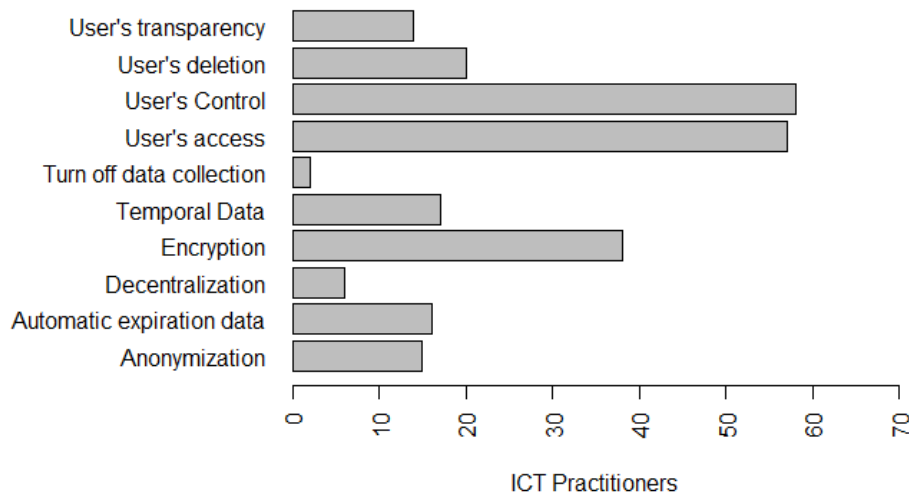 User's transparency
User's deletion
User's Control
User's access
Turn off data collection
Temporal Data
Encryption
Decentralization
Automatic expiration data
Anonymization
0 10 20 30 40 50 60 70
ICT Practitioners